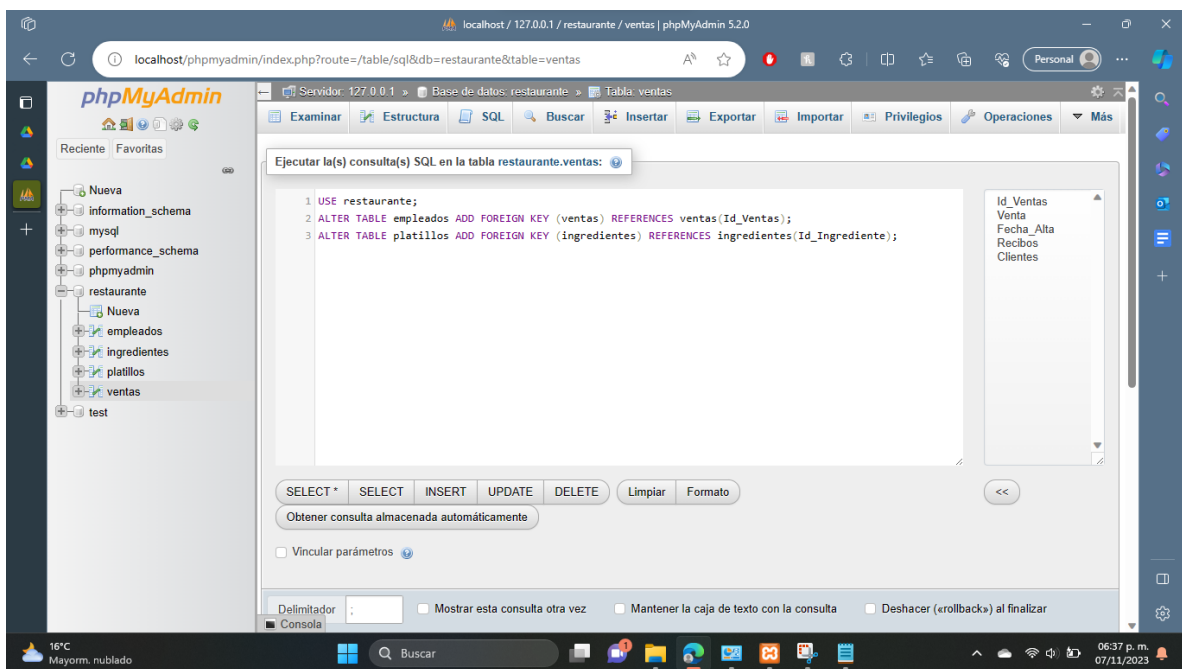 localhost / 127.0.0.1 / restaurante / ventas | phpMyAdmin 5.2.0
localhost/phpmyadmin/index.php?route=/table/sql&db=restaurante&table=ventas
Personal
phpMyAdmin
Reciente Favoritas
Nueva
information_schema
mysql
performance_schema
phpmyadmin
restaurante
Nueva
empleados
ingredientes
platillos
ventas
test
Servidor: 127.0.0.1 » Base de datos: restaurante » Tabla: ventas
Examinar Estructura SQL Buscar Insertar Exportar Importar Privilegios Operaciones Más
Ejecutar la(s) consulta(s) SQL en la tabla restaurante.ventas:
1 USE restaurante;
2 ALTER TABLE empleados ADD FOREIGN KEY (ventas) REFERENCES ventas(Id_Ventas);
3 ALTER TABLE platillos ADD FOREIGN KEY (ingredientes) REFERENCES ingredientes(Id_Ingrediente);
Id_Ventas
Venta
Fecha_Alta
Recibos
Clientes
SELECT * SELECT INSERT UPDATE DELETE Limpiar Formato <<
Obtener consulta almacenada automáticamente
Vincular parámetros
Delimitador ; Mostrar esta consulta otra vez Mantener la caja de texto con la consulta Deshacer («rollback») al finalizar
Consola
16°C
Mayorm. nublado
Buscar
1
06:37 p. m.
07/11/2023